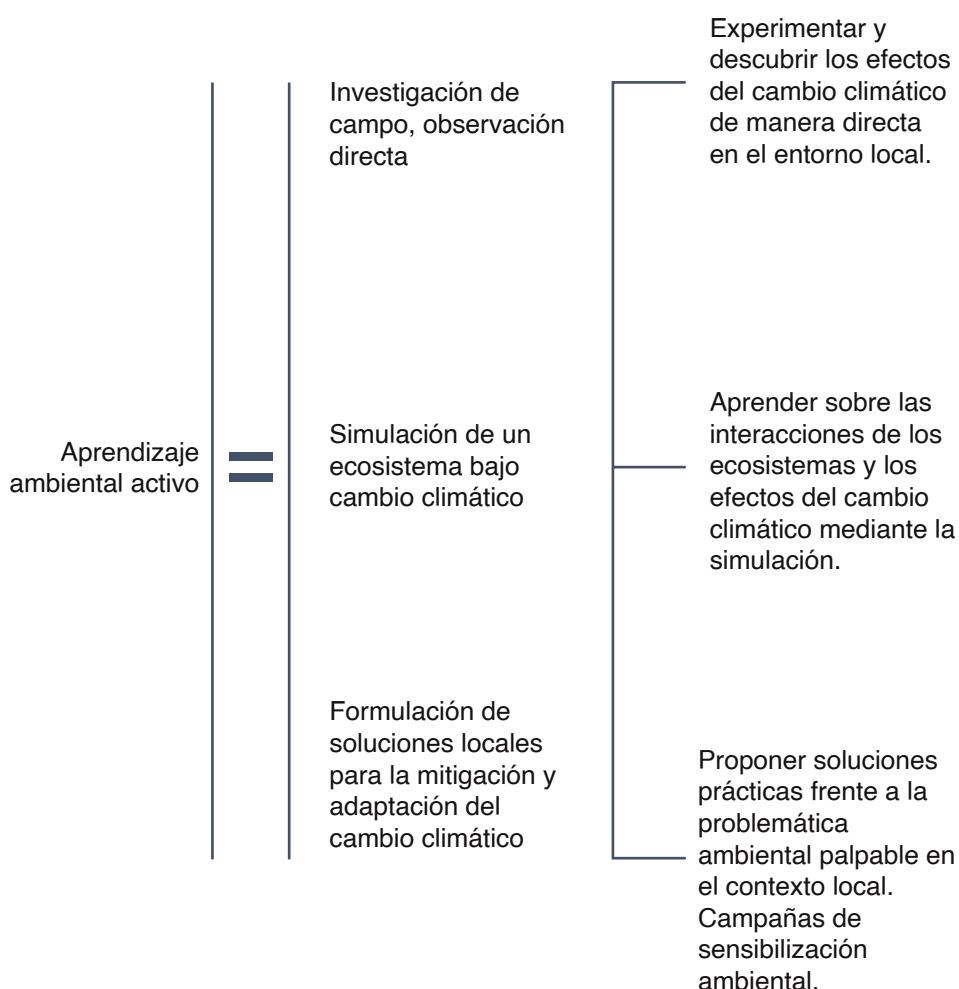 Aprendizaje
ambiental activo
Investigación de
campo, observación
directa
Simulación de un
ecosistema bajo
cambio climático
Formulación de
soluciones locales
para la mitigación y
adaptación del
cambio climático
Experimentar y
descubrir los efectos
del cambio climático
de manera directa
en el entorno local.
Aprender sobre las
interacciones de los
ecosistemas y los
efectos del cambio
climático mediante la
simulación.
Proponer soluciones
prácticas frente a la
problemática
ambiental palpable en
el contexto local.
Campañas de
sensibilización
ambiental.